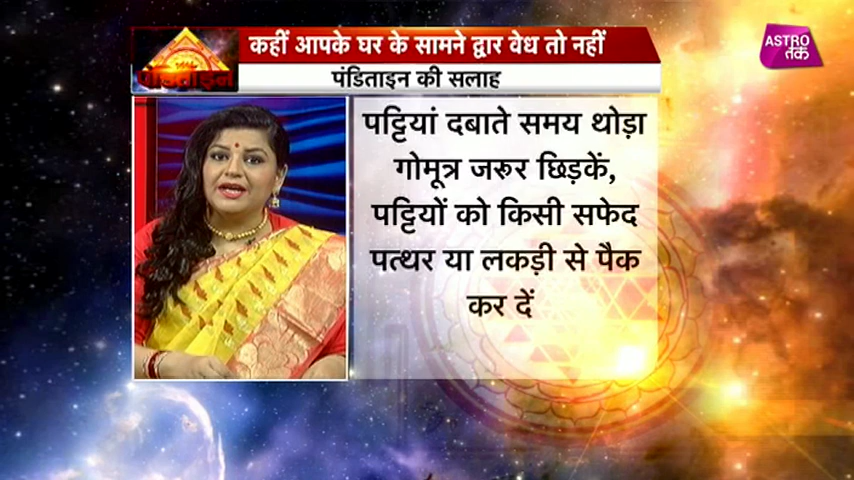 पंडिताइन
कहीं आपके घर के सामने द्वार वेध तो नहीं
ASTRO
तक
पंडिताइन की सलाह
पट्टियां दबाते समय थोड़ा
गोमूत्र जरूर छिड़कें,
पट्टियों को किसी सफेद
पत्थर या लकड़ी से पैक
कर दें